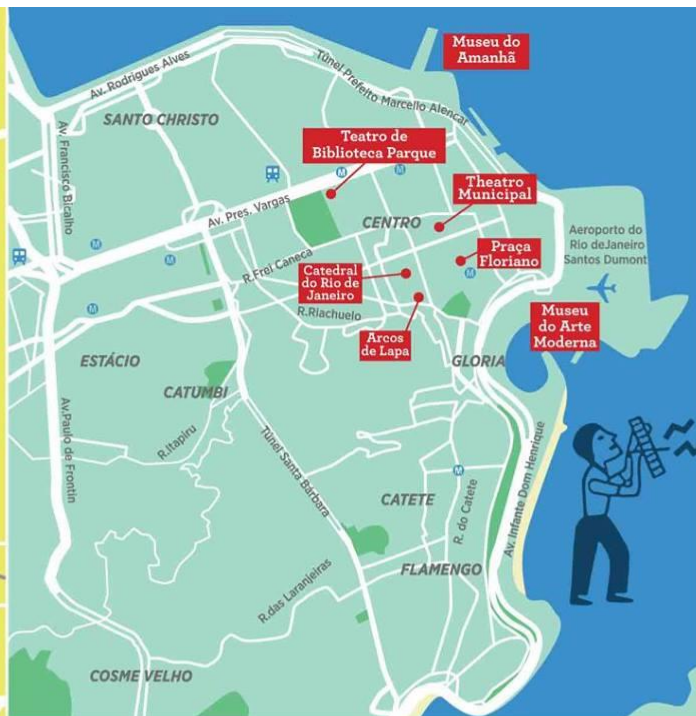 Museu do
Amanhã
Av. Rodrigues Alves
Túnel Prefeito Marcello Alencar
SANTO CHRISTO
Av. Francisco Bicalho
Teatro de
Biblioteca Parque
M
M
Theatro
Municipal
Av. Pres. Vargas
CENTRO
Aeroporto do
Rio deJaneiro
Santos Dumont
M
M
R.Frei Caneca
Praça
Floriano
Catedral
do Rio de
Janeiro
M
R.Riachuelo
M
Museu
do Arte
Moderna
Arcos
de Lapa
ESTÁCIO
GLORIA
CATUMBI
Av.Paulo de Frontin
R.Itapiru
Túnel Santa Bárbara
Av. Infante Dom Henrique
M
CATETE
R. do Catete
FLAMENGO
R.das Laranjeiras
COSME VELHO